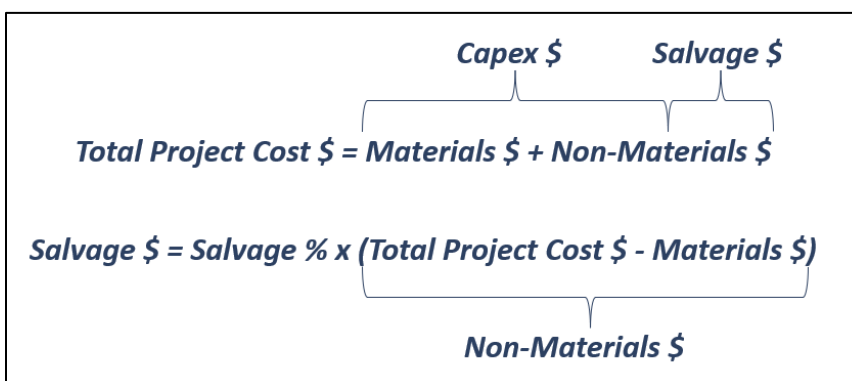 Capex $ Salvage $
Total Project Cost $ = Materials $ + Non-Materials $
Salvage $ = Salvage % x (Total Project Cost $ - Materials $)
Non-Materials $